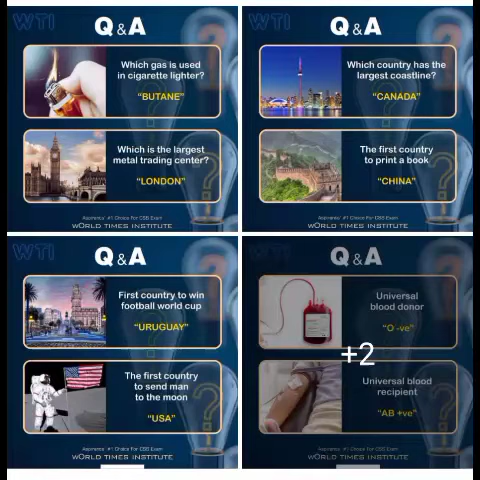 WTI
Q & A
Which gas is used
in cigarette lighter?
"BUTANE"
Which is the largest
metal trading center?
"LONDON"
Aspirants' #1 Choice For CSS Exam
WORLD TIMES INSTITUTE
WTI
Q & A
Which country has the
largest coastline?
"CANADA"
The first country
to print a book
"CHINA"
Aspirants' #1 Choice For CSS Exam
WORLD TIMES INSTITUTE
WTI
Q & A
First country to win
football world cup
"URUGUAY"
The first country
to send man
to the moon
"USA"
Aspirants' #1 Choice For CSS Exam
WORLD TIMES INSTITUTE
WTI
Q & A
Universal
blood donor
"O -ve"
+2
Universal blood
recipient
"AB +ve"
Aspirants' #1 Choice For CSS Exam
WORLD TIMES INSTITUTE